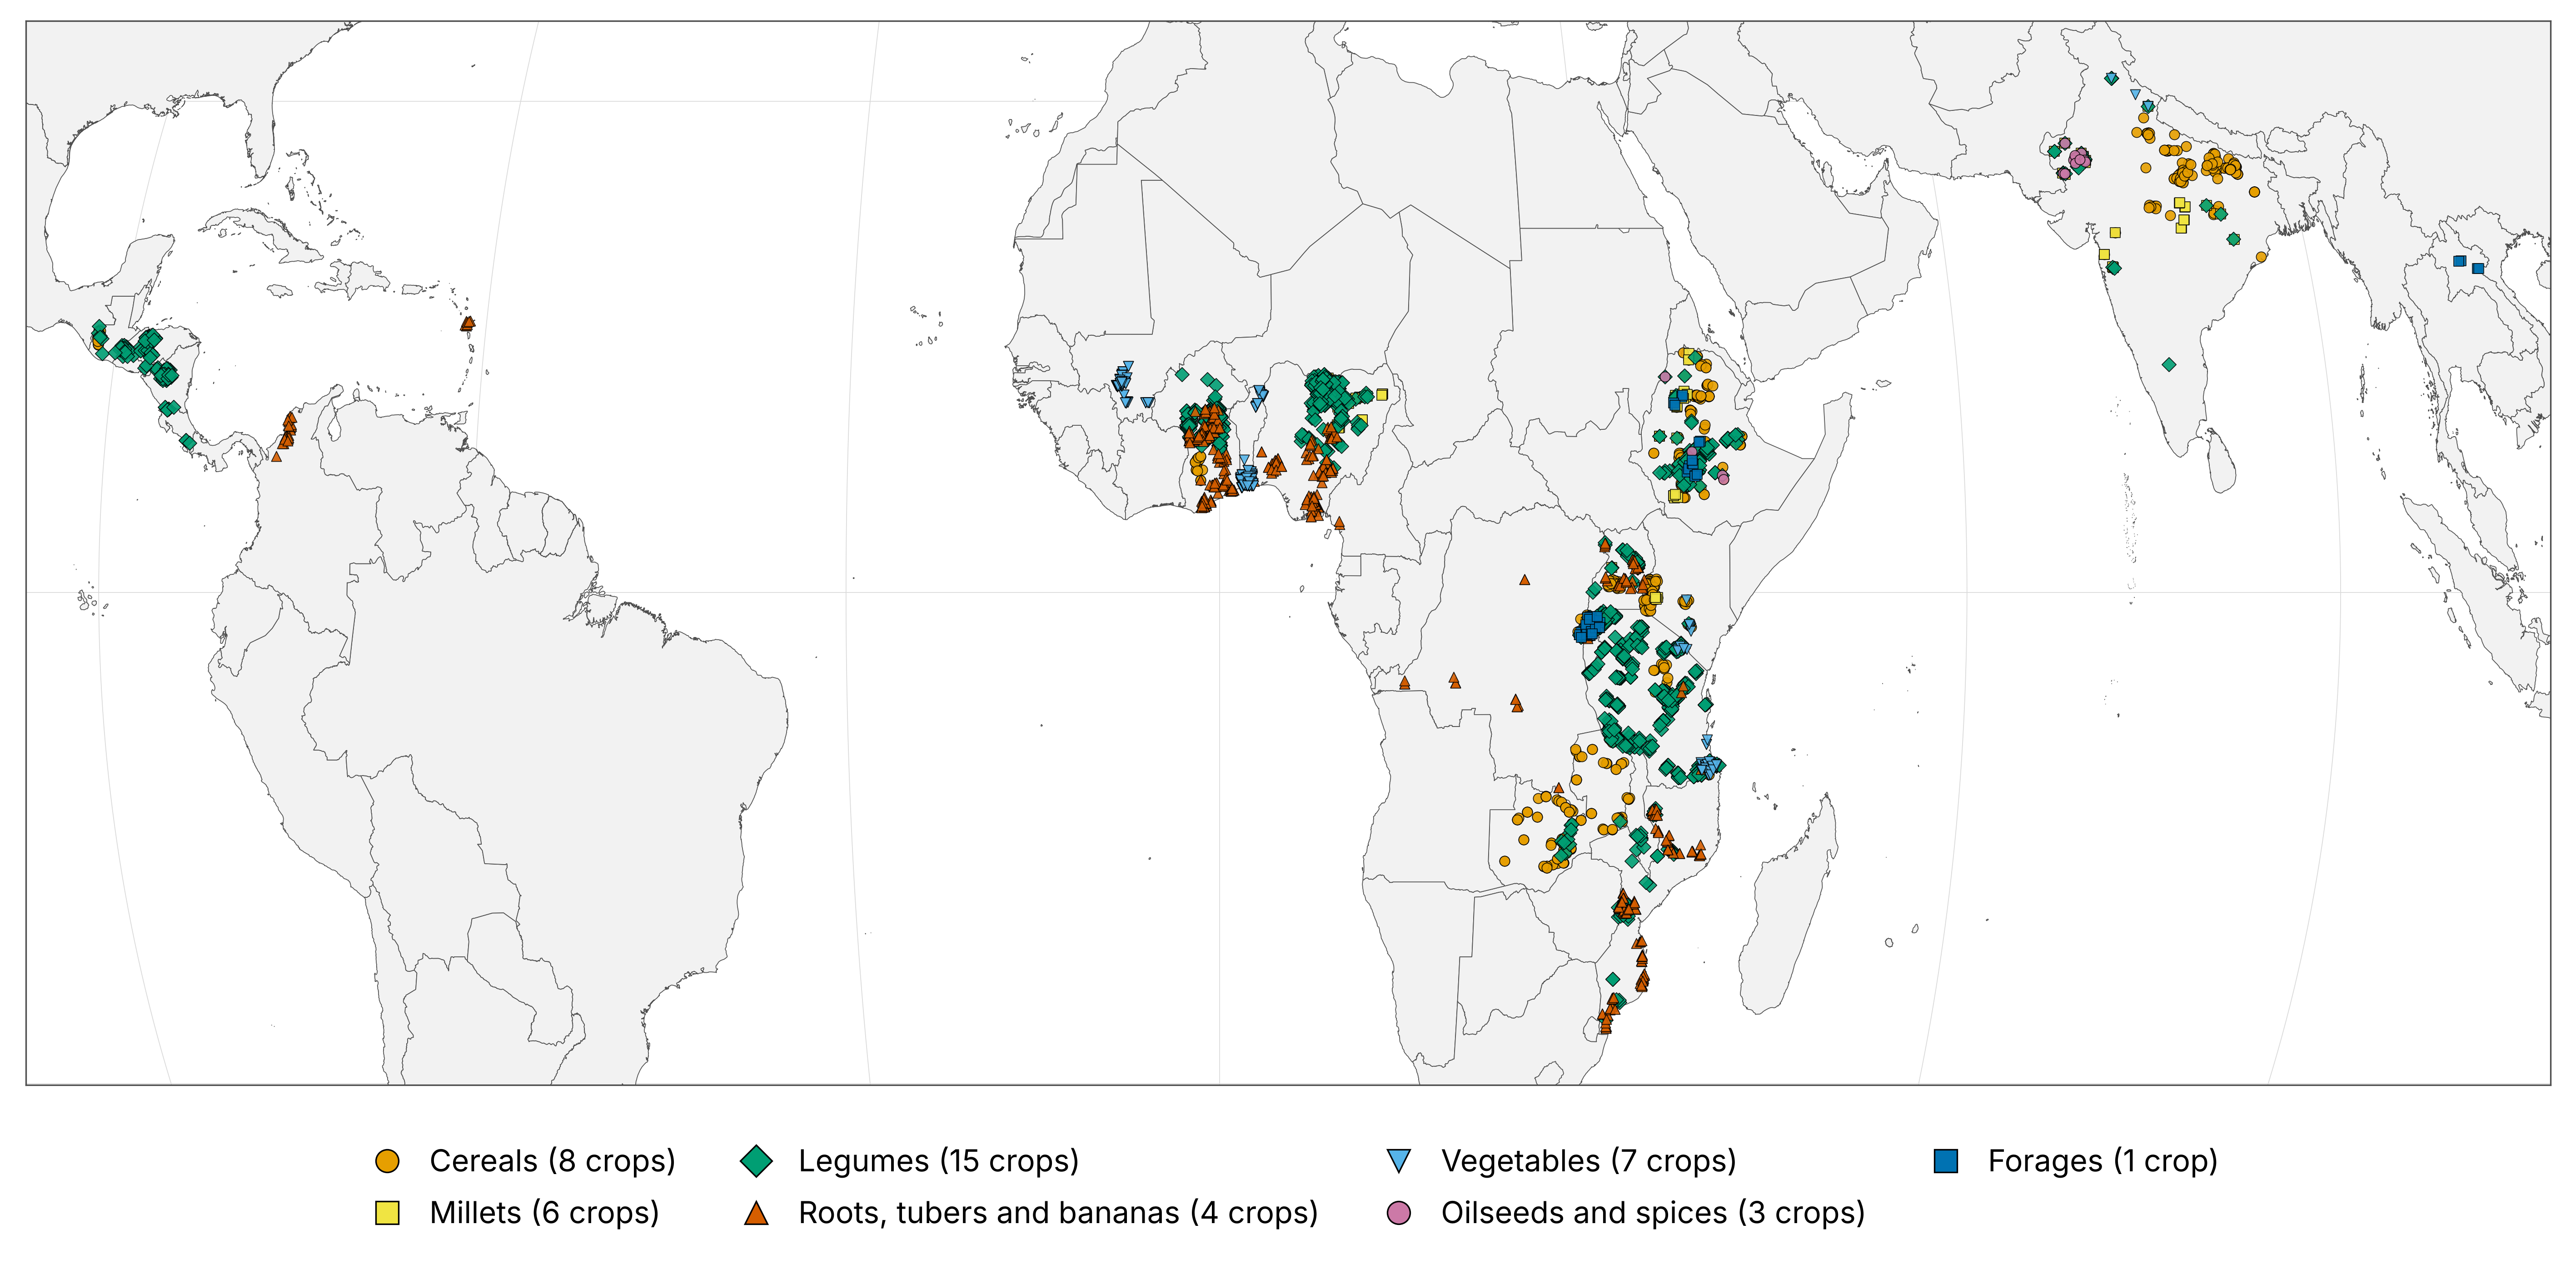 Cereals (8 crops)
Legumes (15 crops)
Vegetables (7 crops)
Forages (1 crop)
Millets (6 crops)
Roots, tubers and bananas (4 crops)
Oilseeds and spices (3 crops)